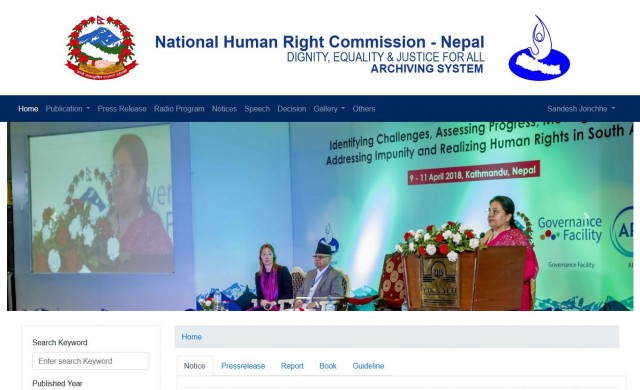 National Human Right Commission - Nepal
DIGNITY, EQUALITY & JUSTICE FOR ALL
ARCHIVING SYSTEM
Home Publication Press Release Radio Program Notices Speech Decision Gallery Others Sandesh Jonchhe
Identifying Challenges, Assessing Progress,
Addressing Impunity and Realizing Human Rights in South A
9 - 11 April 2018, Kathmandu, Nepal
Governance
Facility
Governance Facility
Search Keyword
Enter search Keyword
Published Year
Home
Notice Pressrelease Report Book Guideline